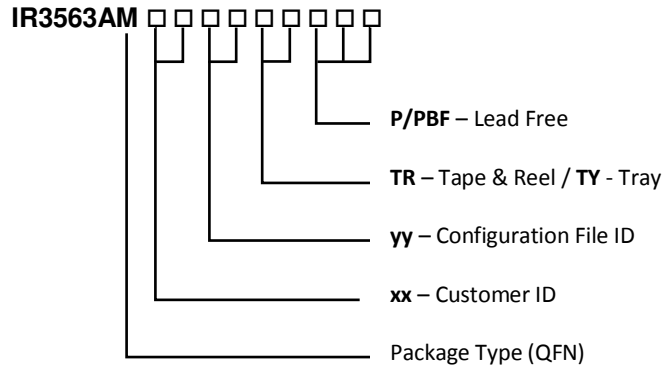 IR3563AM □ □ □ □ □ □ □ □ □
P/PBF – Lead Free
TR – Tape & Reel / TY - Tray
yy – Configuration File ID
xx – Customer ID
Package Type (QFN)